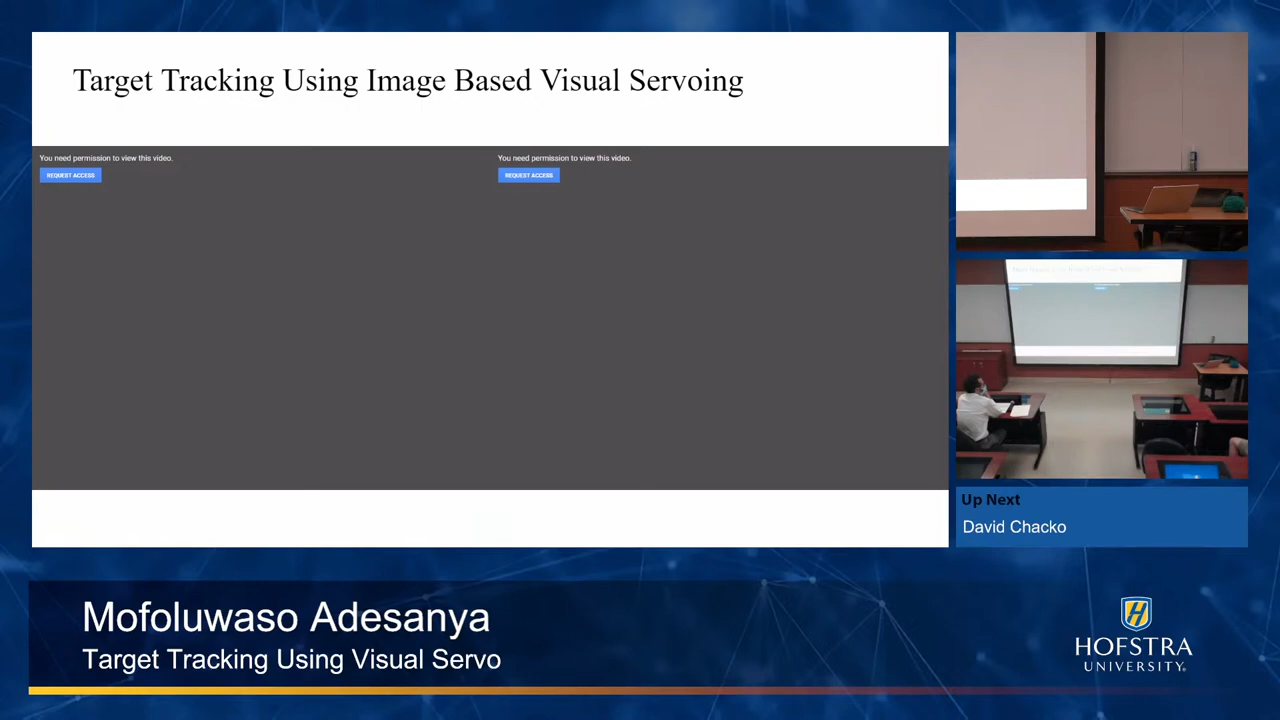 Target Tracking Using Image Based Visual Servoing
You need permission to view this video.
REQUEST ACCESS
You need permission to view this video.
REQUEST ACCESS
Up Next
David Chacko
Mofoluwaso Adesanya
Target Tracking Using Visual Servo
H
HOFSTRA
UNIVERSITY®